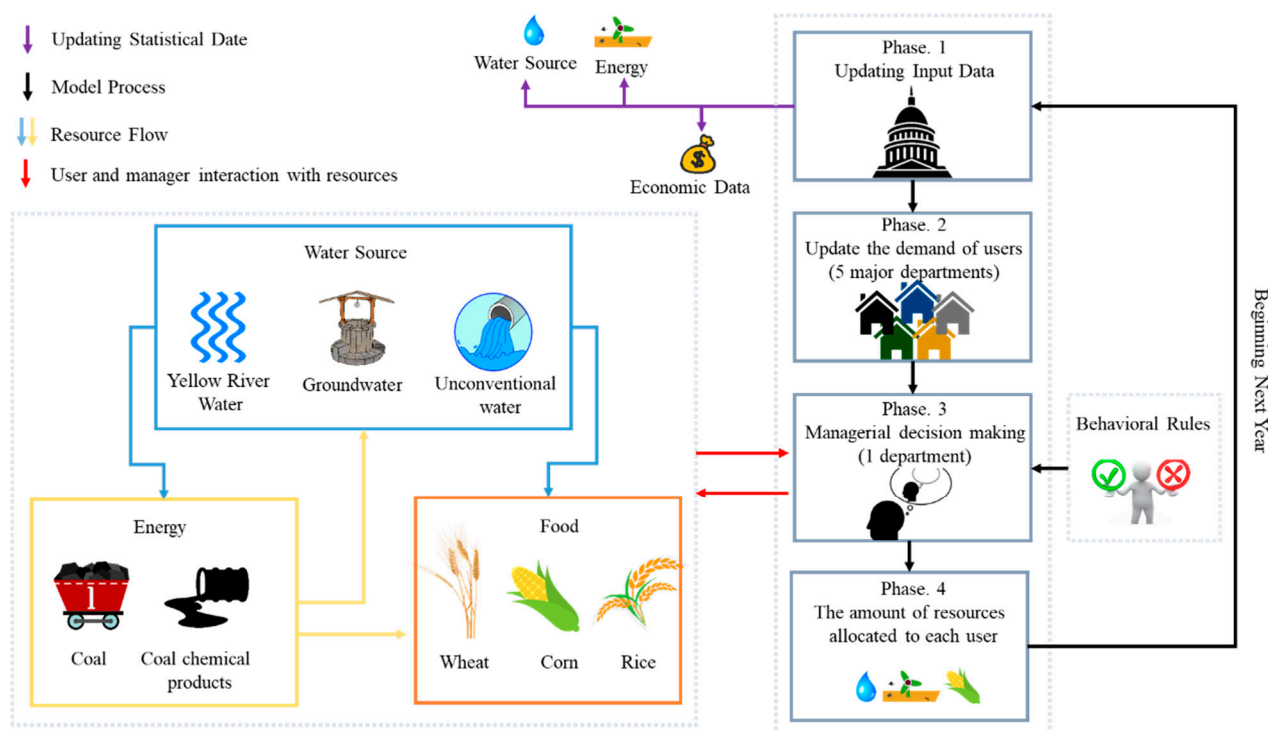 Updating Statistical Date
Model Process
Resource Flow
User and manager interaction with resources
Water Source
Energy
Economic Data
Phase. 1
Updating Input Data
Phase. 2
Update the demand of users
(5 major departments)
Phase. 3
Managerial decision making
(1 department)
Phase. 4
The amount of resources
allocated to each user
Behavioral Rules
Beginning Next Year
Water Source
Yellow River
Water
Groundwater
Unconventional
water
Energy
1
Coal
Coal chemical
products
Food
Wheat
Corn
Rice